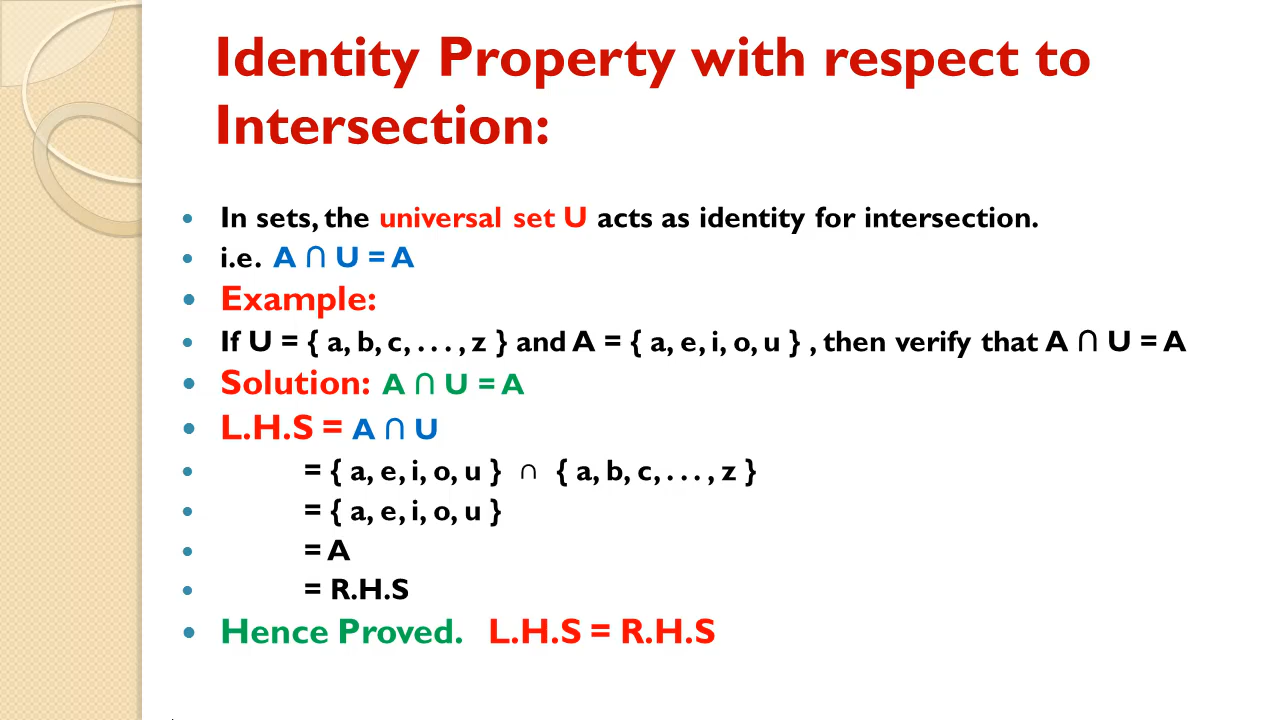 Identity Property with respect to
Intersection:
• In sets, the universal set U acts as identity for intersection.
• i.e. A ∩ U = A
• Example:
• If U = { a, b, c, . . . , z } and A = { a, e, i, o, u } , then verify that A ∩ U = A
• Solution: A ∩ U = A
• L.H.S = A ∩ U
• = { a, e, i, o, u } ∩ { a, b, c, . . . , z }
• = { a, e, i, o, u }
• = A
• = R.H.S
• Hence Proved. L.H.S = R.H.S